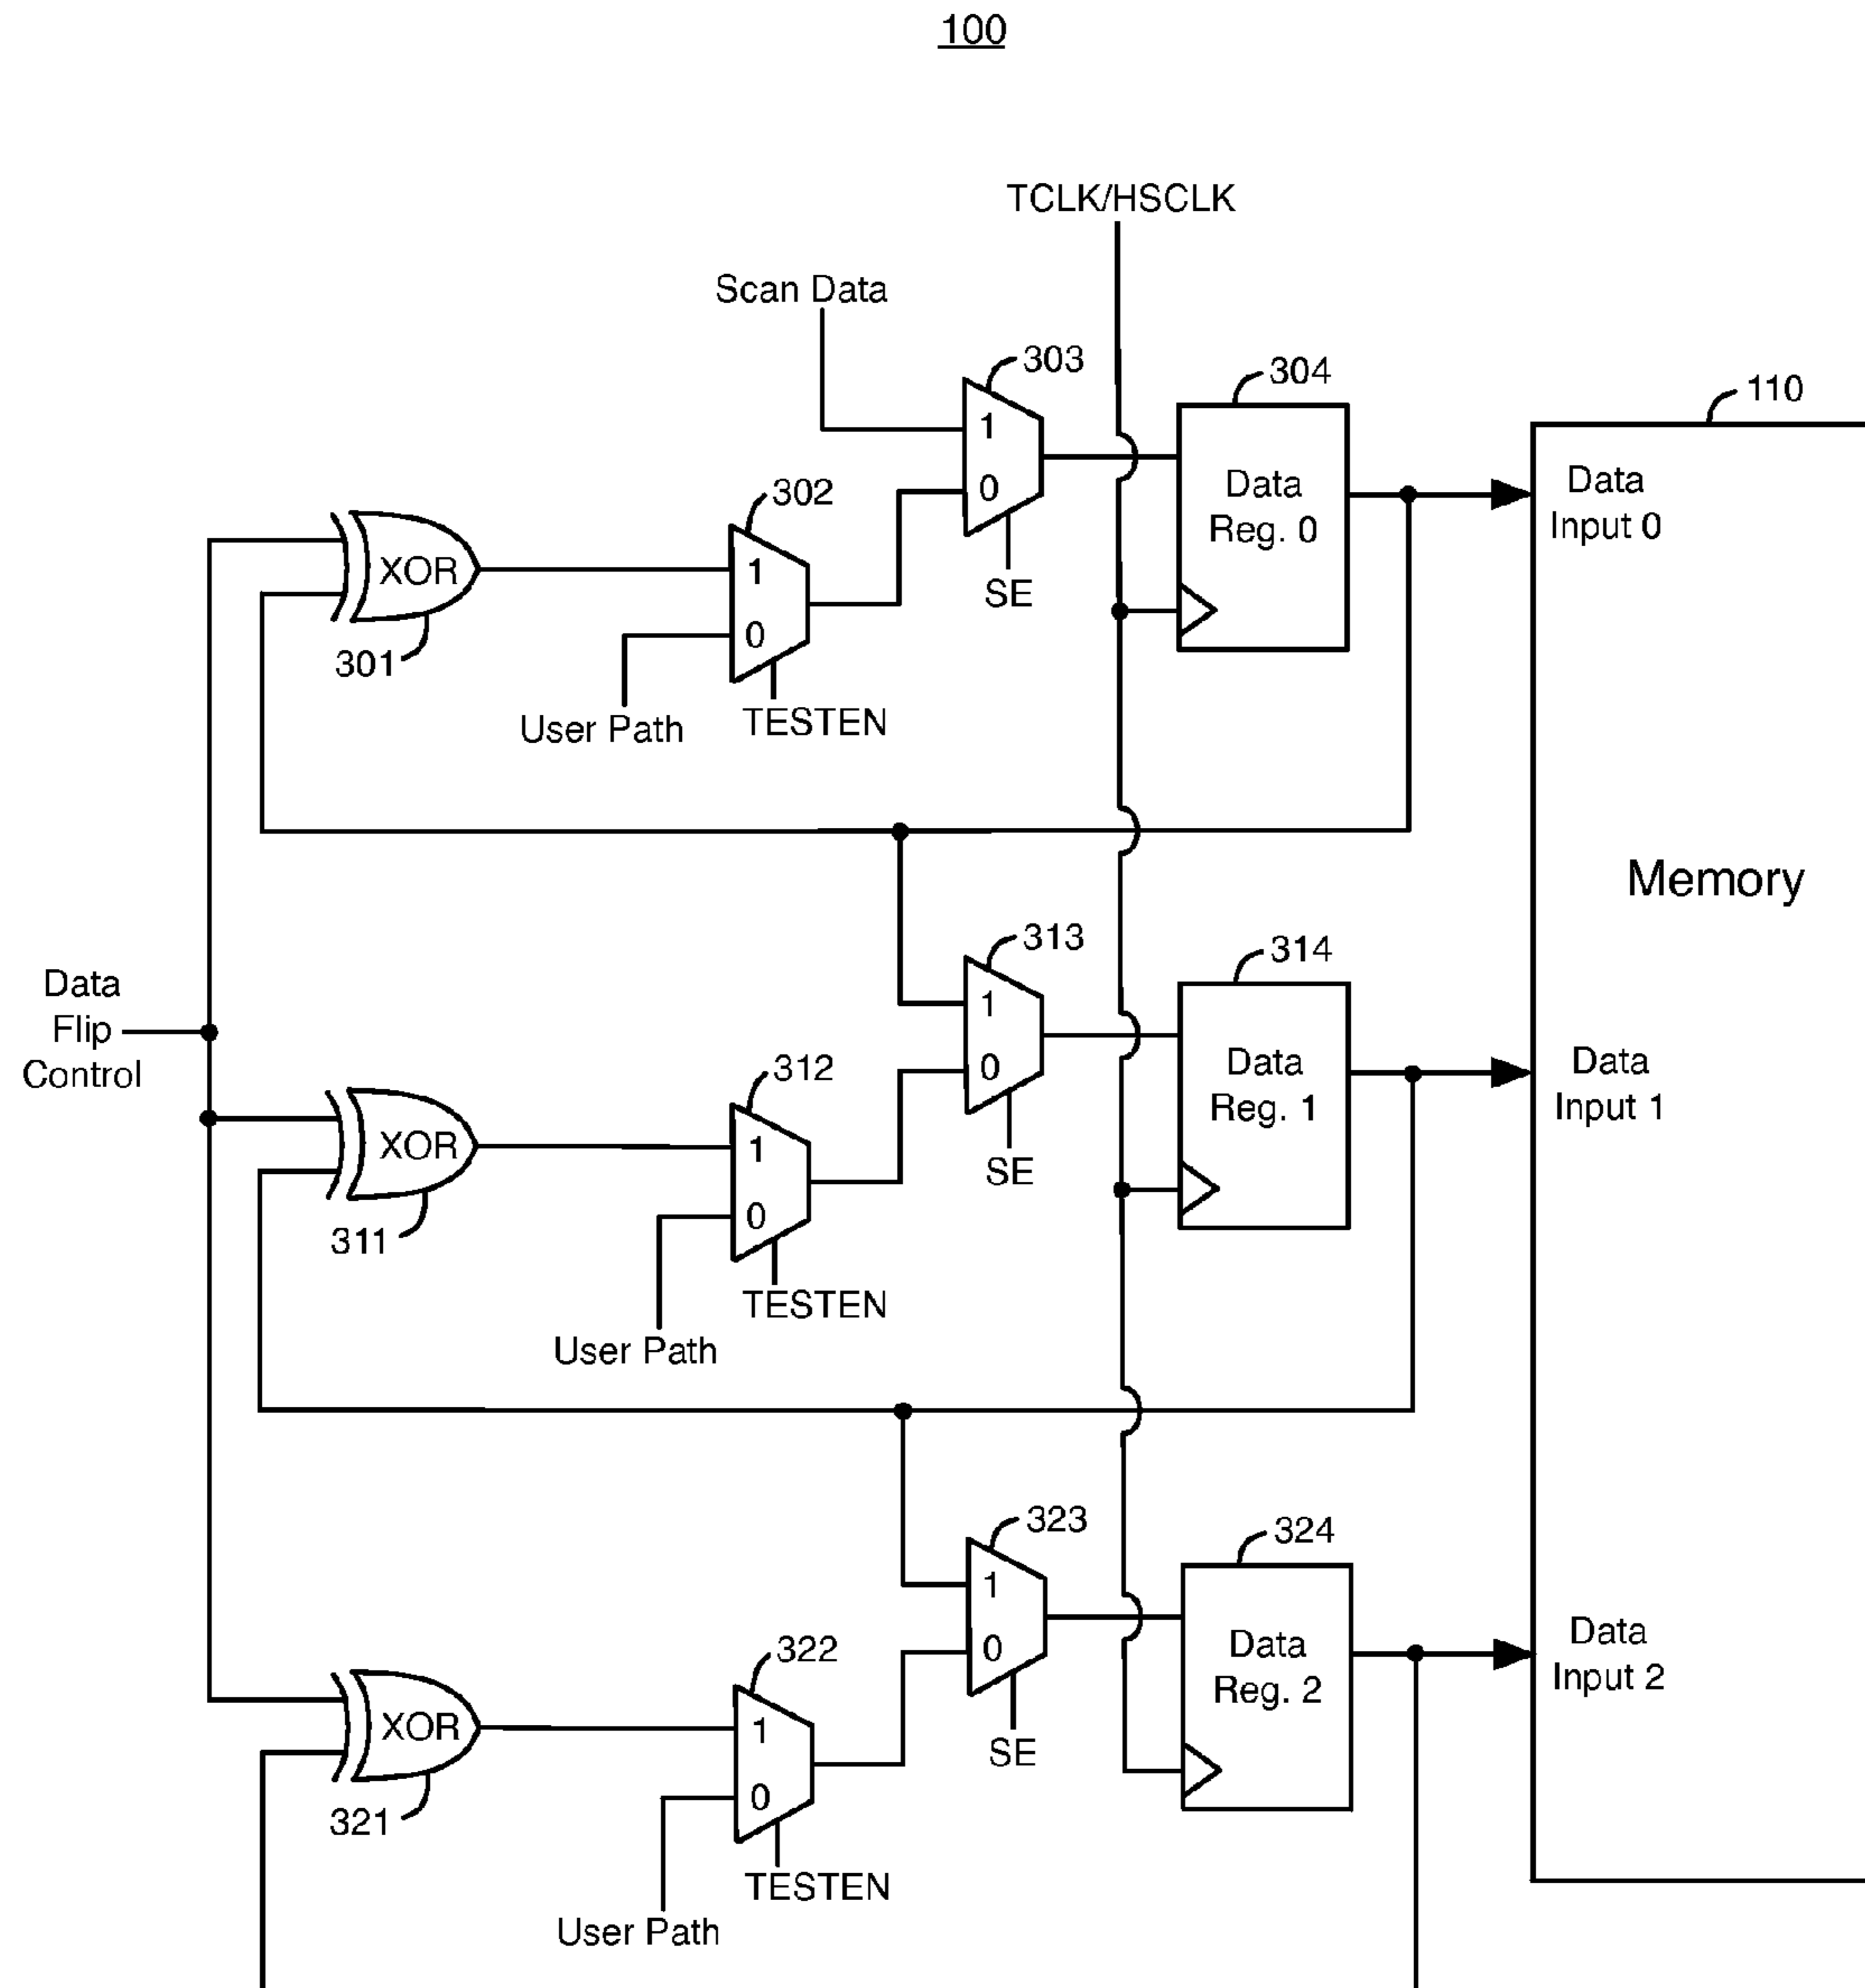 100
TCLK/HSCLK
Scan Data
303
304
110
1
0
Data
Reg. 0
Data
Input 0
302
SE
XOR
1
0
301
User Path
TESTEN
Memory
313
314
Data
Flip
Control
1
0
Data
Reg. 1
Data
Input 1
312
SE
XOR
1
0
311
TESTEN
User Path
323
324
1
0
Data
Reg. 2
Data
Input 2
322
SE
XOR
1
0
321
TESTEN
User Path